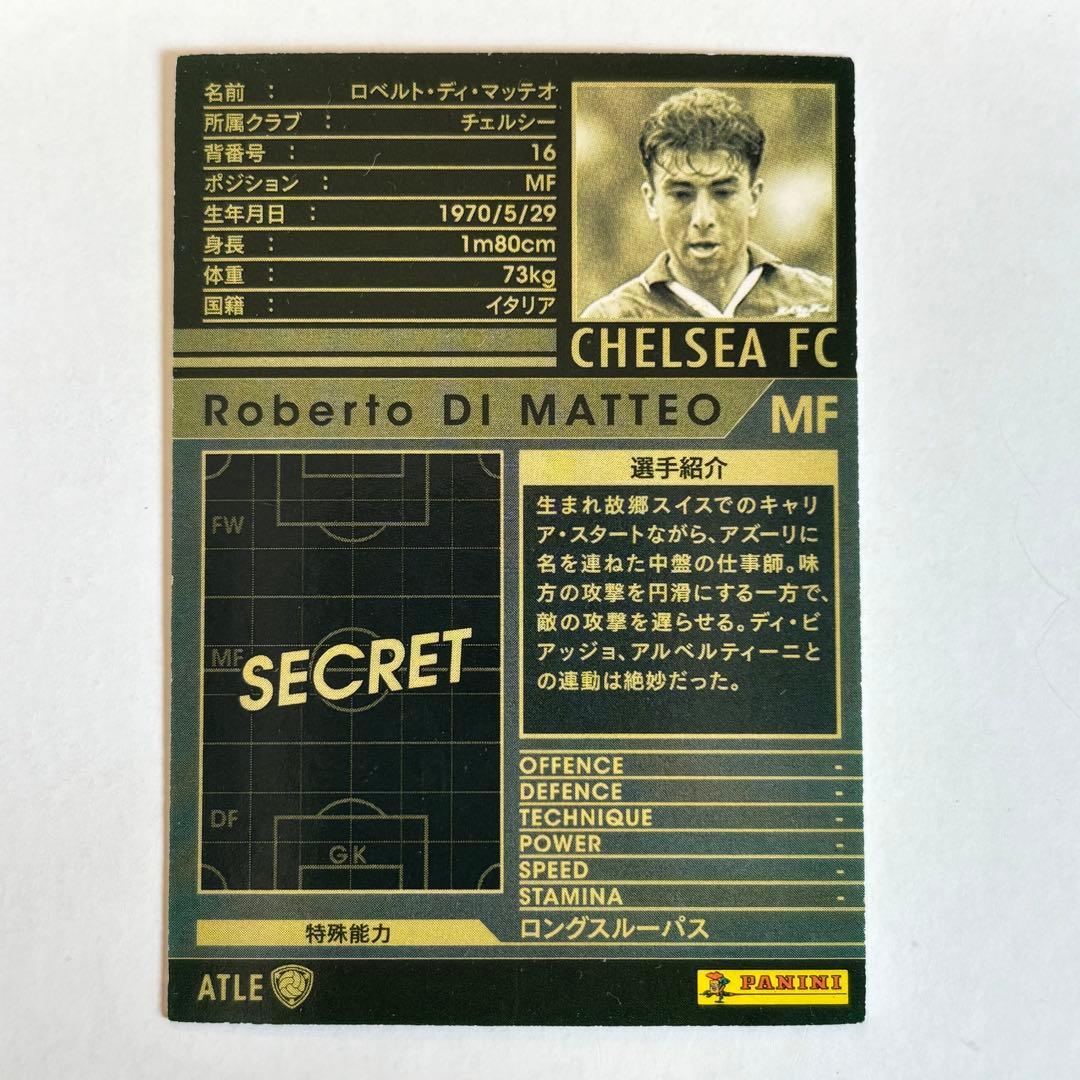 名前 : ロベルト・ディ・マッテオ
所属クラブ : チェルシー
背番号 : 16
ポジション : MF
生年月日 : 1970/5/29
身長 : 1m80cm
体重 : 73kg
国籍 : イタリア
CHELSEA FC
Roberto DI MATTEO MF
FW
MF
SECRET
DF
GK
選手紹介
生まれ故郷スイスでのキャリ
ア・スタートながら、アズーリに
名を連ねた中盤の仕事師。味
方の攻撃を円滑にする一方で、
敵の攻撃を遅らせる。ディ・ビ
アッジョ、アルベルティーニと
の連動は絶妙だった。
OFFENCE -
DEFENCE -
TECHNIQUE -
POWER -
SPEED -
STAMINA -
特殊能力 ロングスルーパス
ATLE
PANINI